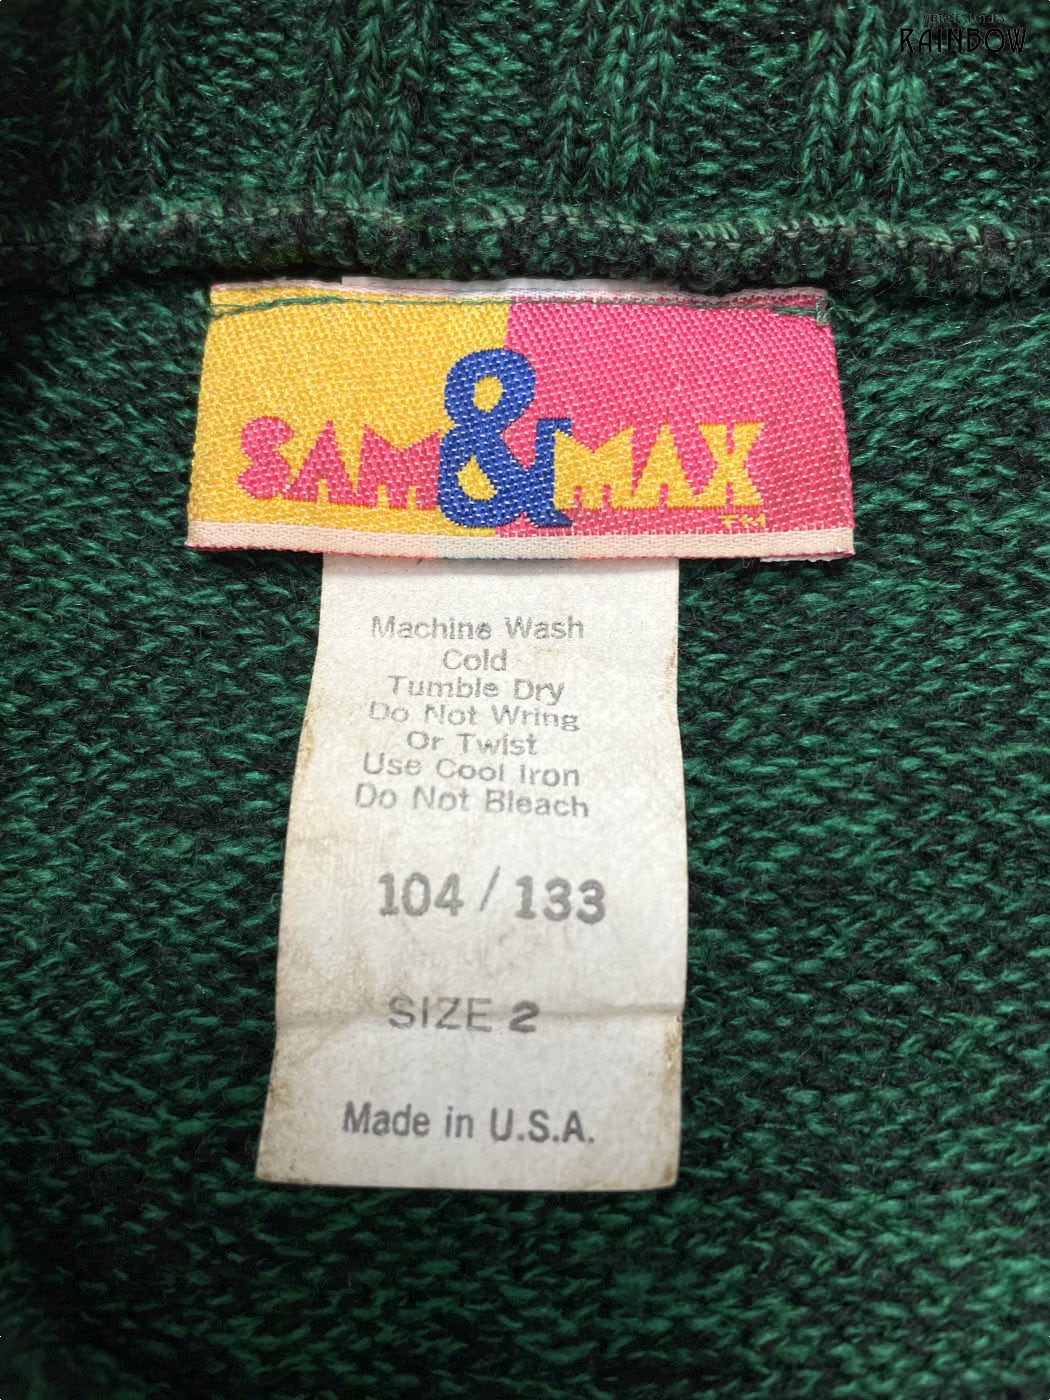 RAINBOW
SAM & MAX
TM
Machine Wash
Cold
Tumble Dry
Do Not Wring
Or Twist
Use Cool Iron
Do Not Bleach
104 / 133
SIZE 2
Made in U.S.A.